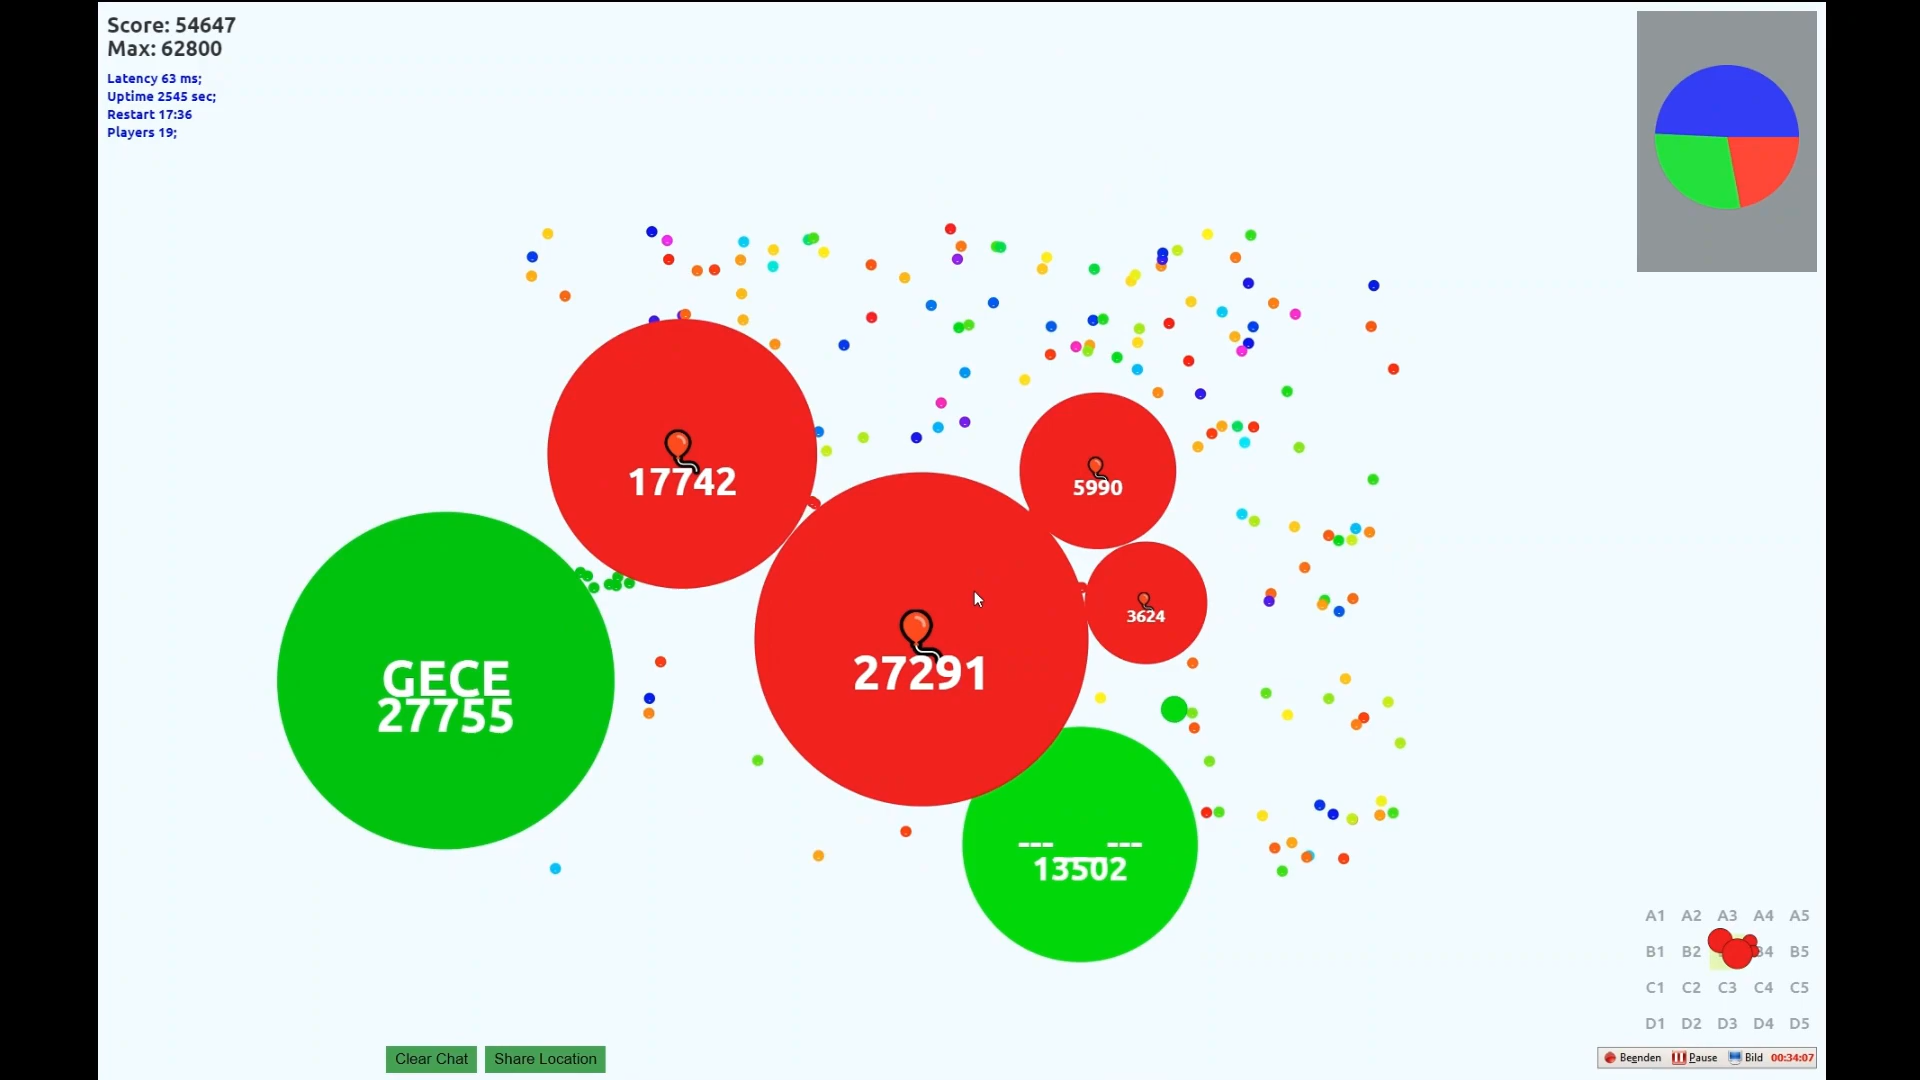 Score: 54647
Max: 62800
Latency 63 ms;
Uptime 2545 sec;
Restart 17:36
Players 19;
17742
5990
3624
27291
GECE
27755
---___---
13502
A1 A2 A3 A4 A5
B1 B2 B4 B5
C1 C2 C3 C4 C5
D1 D2 D3 D4 D5
Clear Chat Share Location
Beenden Pause Bild 00:34:07